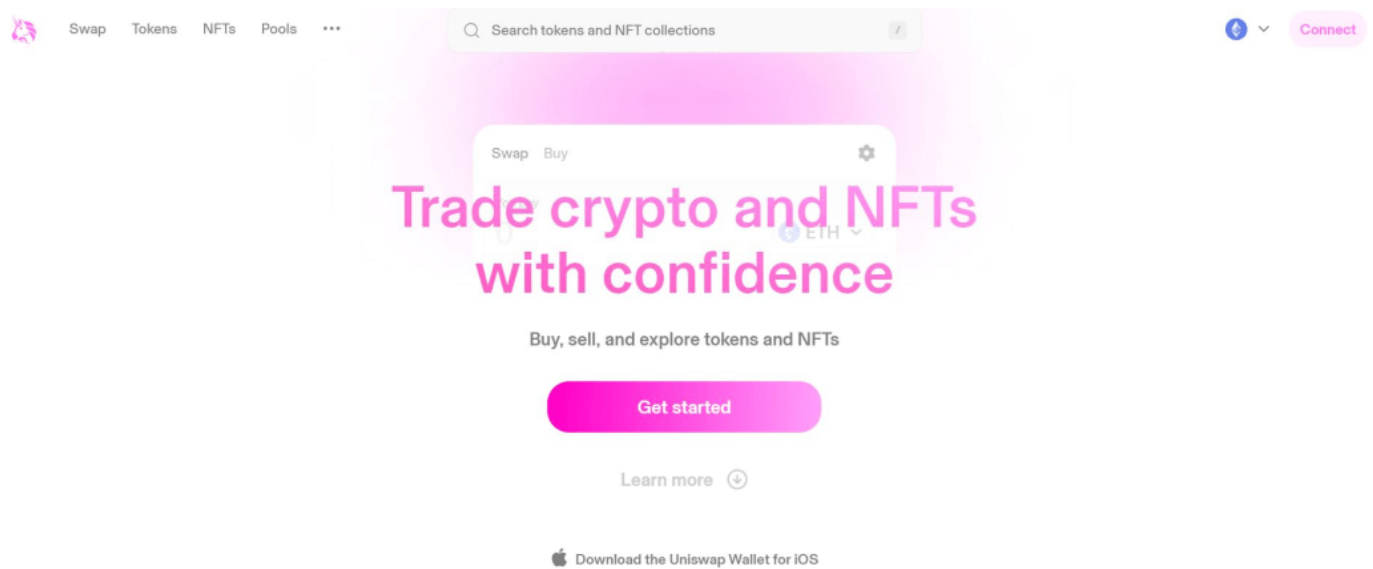 Swap Tokens NFTs Pools ••• Search tokens and NFT collections / Connect
Swap Buy
Trade crypto and NFTs
ETH
with confidence
Buy, sell, and explore tokens and NFTs
Get started
Learn more
Download the Uniswap Wallet for iOS